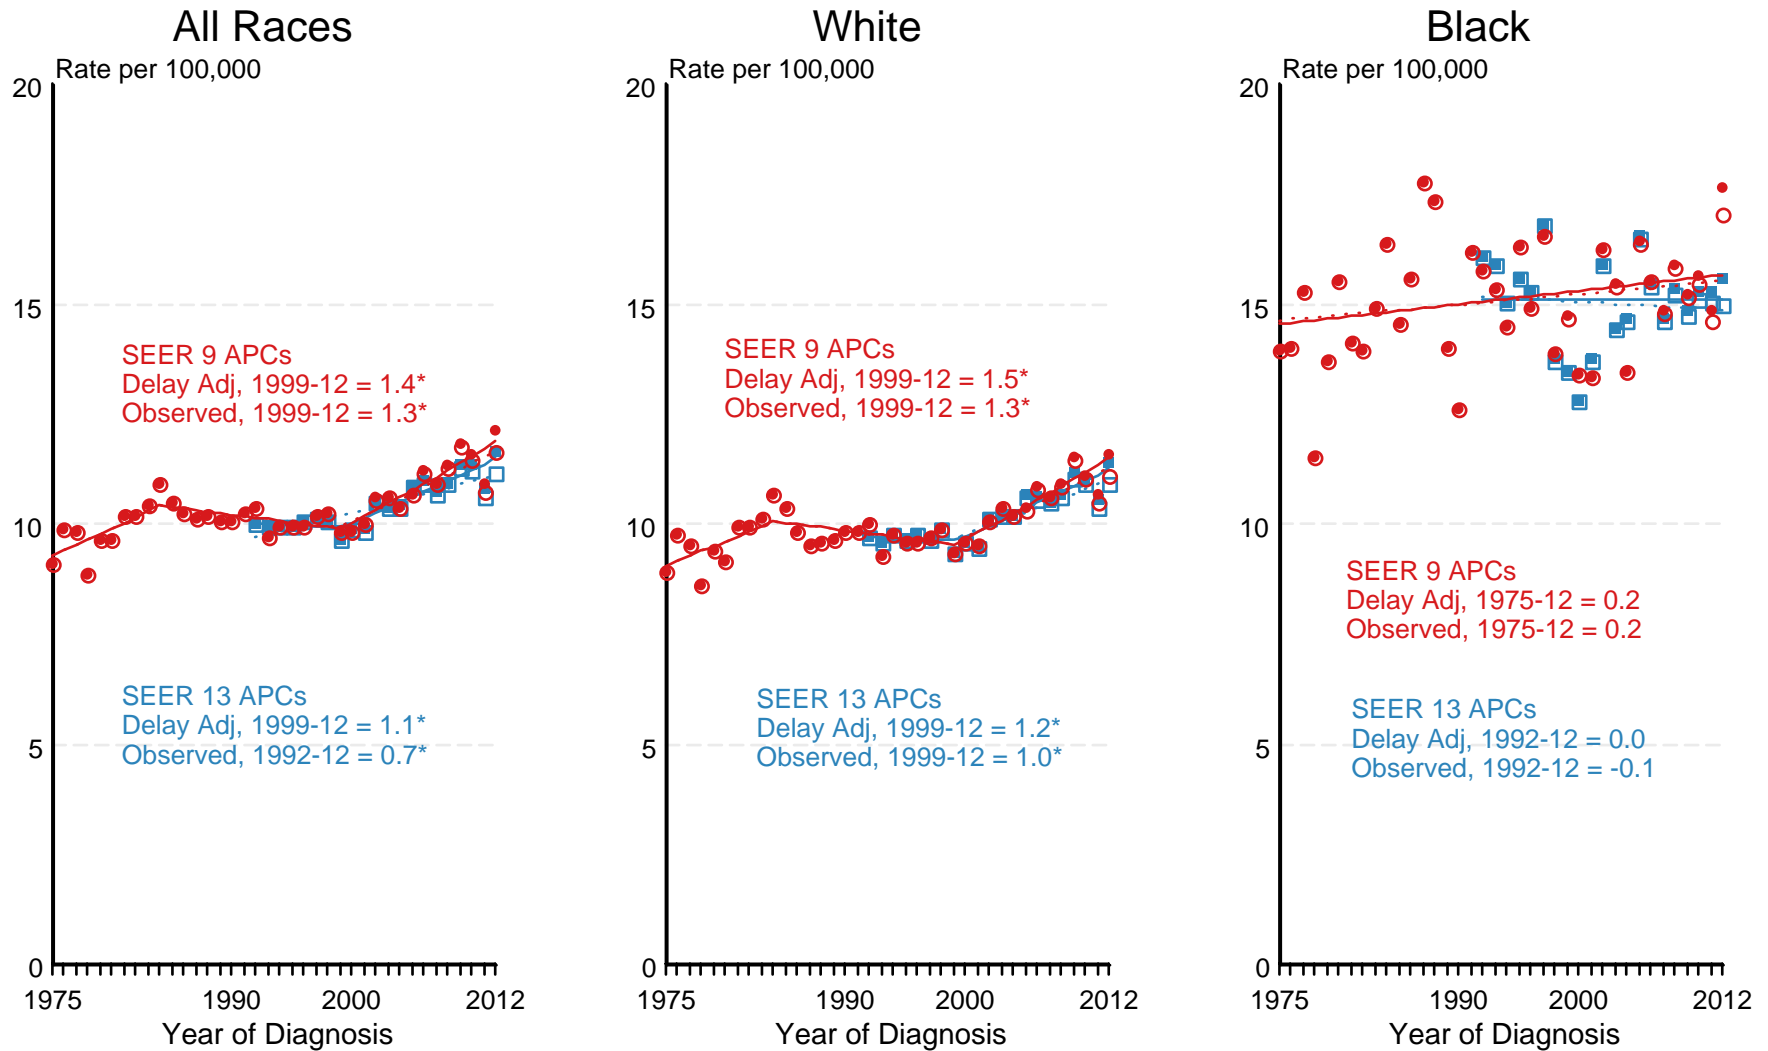 All Races
Rate per 100,000
20
15
10
5
0
SEER 9 APCs
Delay Adj, 1999-12 = 1.4*
Observed, 1999-12 = 1.3*
SEER 13 APCs
Delay Adj, 1999-12 = 1.1*
Observed, 1992-12 = 0.7*
1975 1990 2000 2012
Year of Diagnosis
White
Rate per 100,000
20
15
10
5
0
SEER 9 APCs
Delay Adj, 1999-12 = 1.5*
Observed, 1999-12 = 1.3*
SEER 13 APCs
Delay Adj, 1999-12 = 1.2*
Observed, 1999-12 = 1.0*
1975 1990 2000 2012
Year of Diagnosis
Black
Rate per 100,000
20
15
10
5
0
SEER 9 APCs
Delay Adj, 1975-12 = 0.2
Observed, 1975-12 = 0.2
SEER 13 APCs
Delay Adj, 1992-12 = 0.0
Observed, 1992-12 = -0.1
1975 1990 2000 2012
Year of Diagnosis